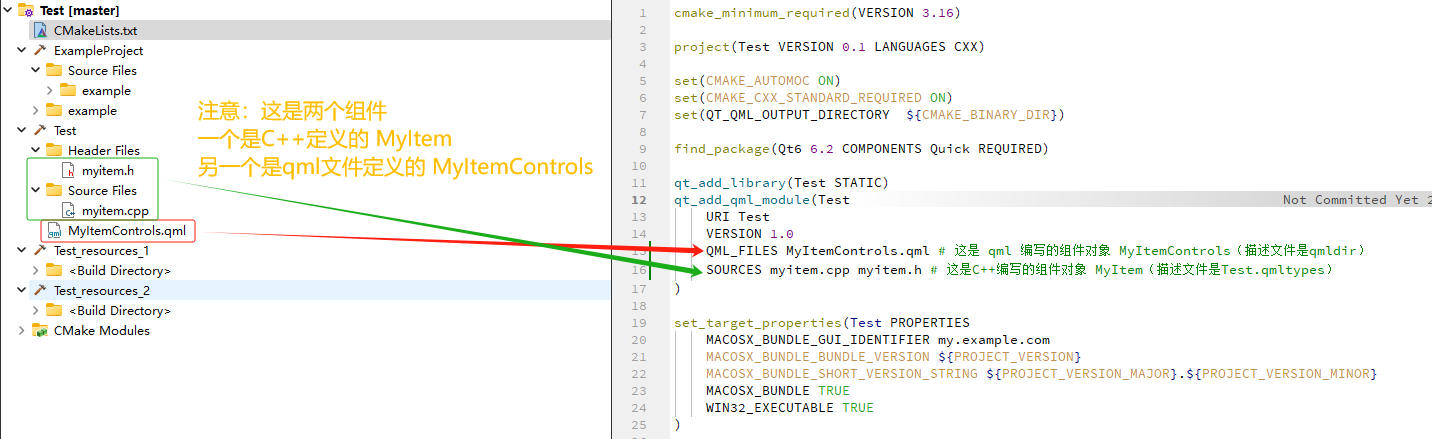 Test [master]
CMakeLists.txt
ExampleProject
Source Files
example
example
Test
Header Files
myitem.h
Source Files
myitem.cpp
MyItemControls.qml
Test_resources_1
<Build Directory>
Test_resources_2
<Build Directory>
CMake Modules
注意：这是两个组件
一个是C++定义的 MyItem
另一个是qml文件定义的 MyItemControls
1 cmake_minimum_required(VERSION 3.16)
2
3 project(Test VERSION 0.1 LANGUAGES CXX)
4
5 set(CMAKE_AUTOMOC ON)
6 set(CMAKE_CXX_STANDARD_REQUIRED ON)
7 set(QT_QML_OUTPUT_DIRECTORY  ${CMAKE_BINARY_DIR})
8
9 find_package(Qt6 6.2 COMPONENTS Quick REQUIRED)
10
11 qt_add_library(Test STATIC)
12 qt_add_qml_module(Test Not Committed Yet 2
13 URI Test
14 VERSION 1.0
QML_FILES MyItemControls.qml # 这是 qml 编写的组件对象 MyItemControls（描述文件是qmldir）
SOURCES myitem.cpp myitem.h # 这是C++编写的组件对象 MyItem（描述文件是Test.qmltypes）
17 )
18
19 set_target_properties(Test PROPERTIES
20 MACOSX_BUNDLE_GUI_IDENTIFIER my.example.com
21 MACOSX_BUNDLE_BUNDLE_VERSION ${PROJECT_VERSION}
22 MACOSX_BUNDLE_SHORT_VERSION_STRING ${PROJECT_VERSION_MAJOR}.${PROJECT_VERSION_MINOR}
23 MACOSX_BUNDLE TRUE
24 WIN32_EXECUTABLE TRUE
25 )